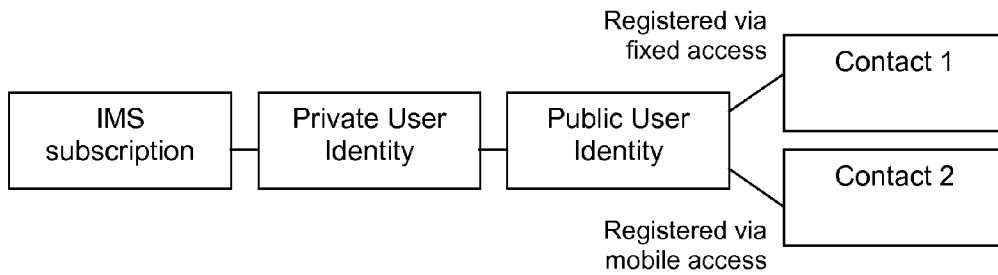 Registered via
fixed access
Contact 1
IMS
subscription
Private User
Identity
Public User
Identity
Contact 2
Registered via
mobile access